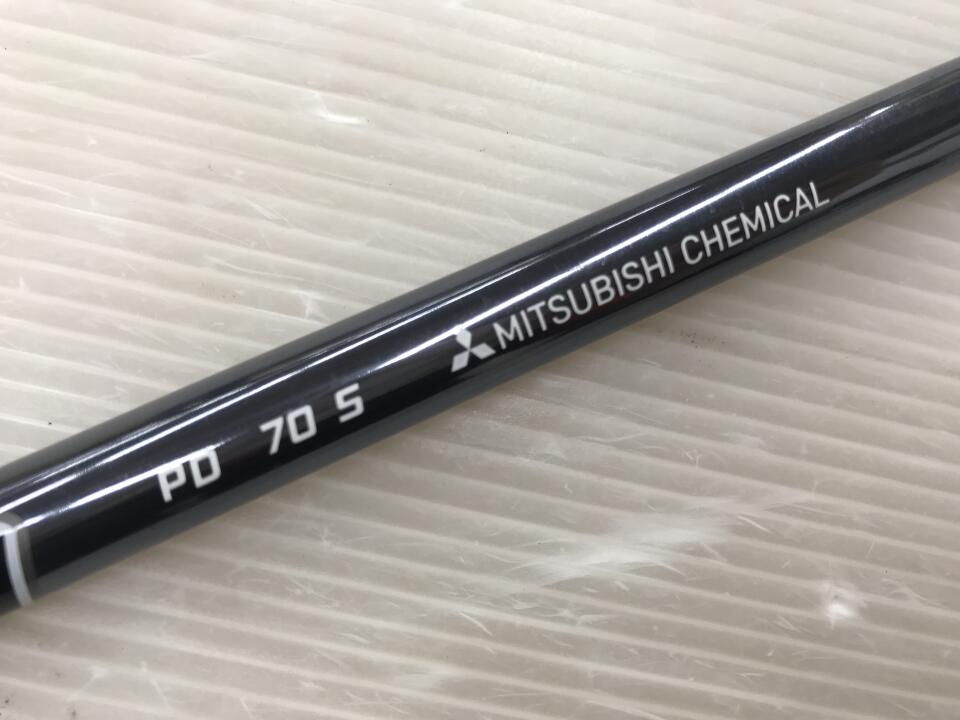 PD 70 S MITSUBISHI CHEMICAL